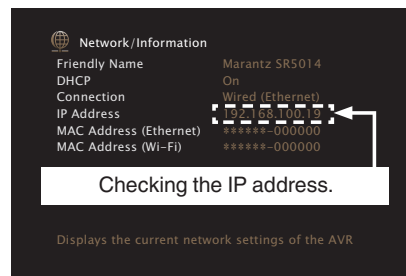 Network/Information
Friendly Name Marantz SR5014
DHCP On
Connection Wired (Ethernet)
IP Address 192.168.100.19
MAC Address (Ethernet) ******-000000
MAC Address (Wi-Fi) ******-000000
Checking the IP address.
Displays the current network settings of the AVR